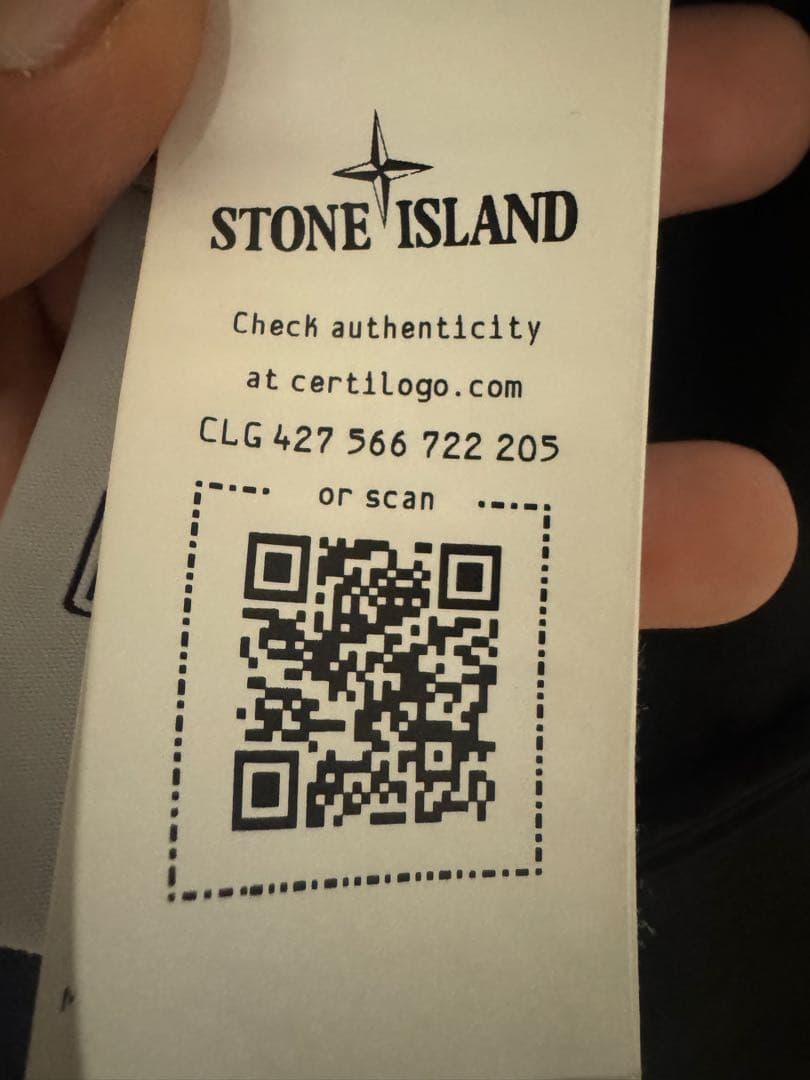 STONE ISLAND
Check authenticity
at certilogo.com
CLG 427 566 722 205
or scan